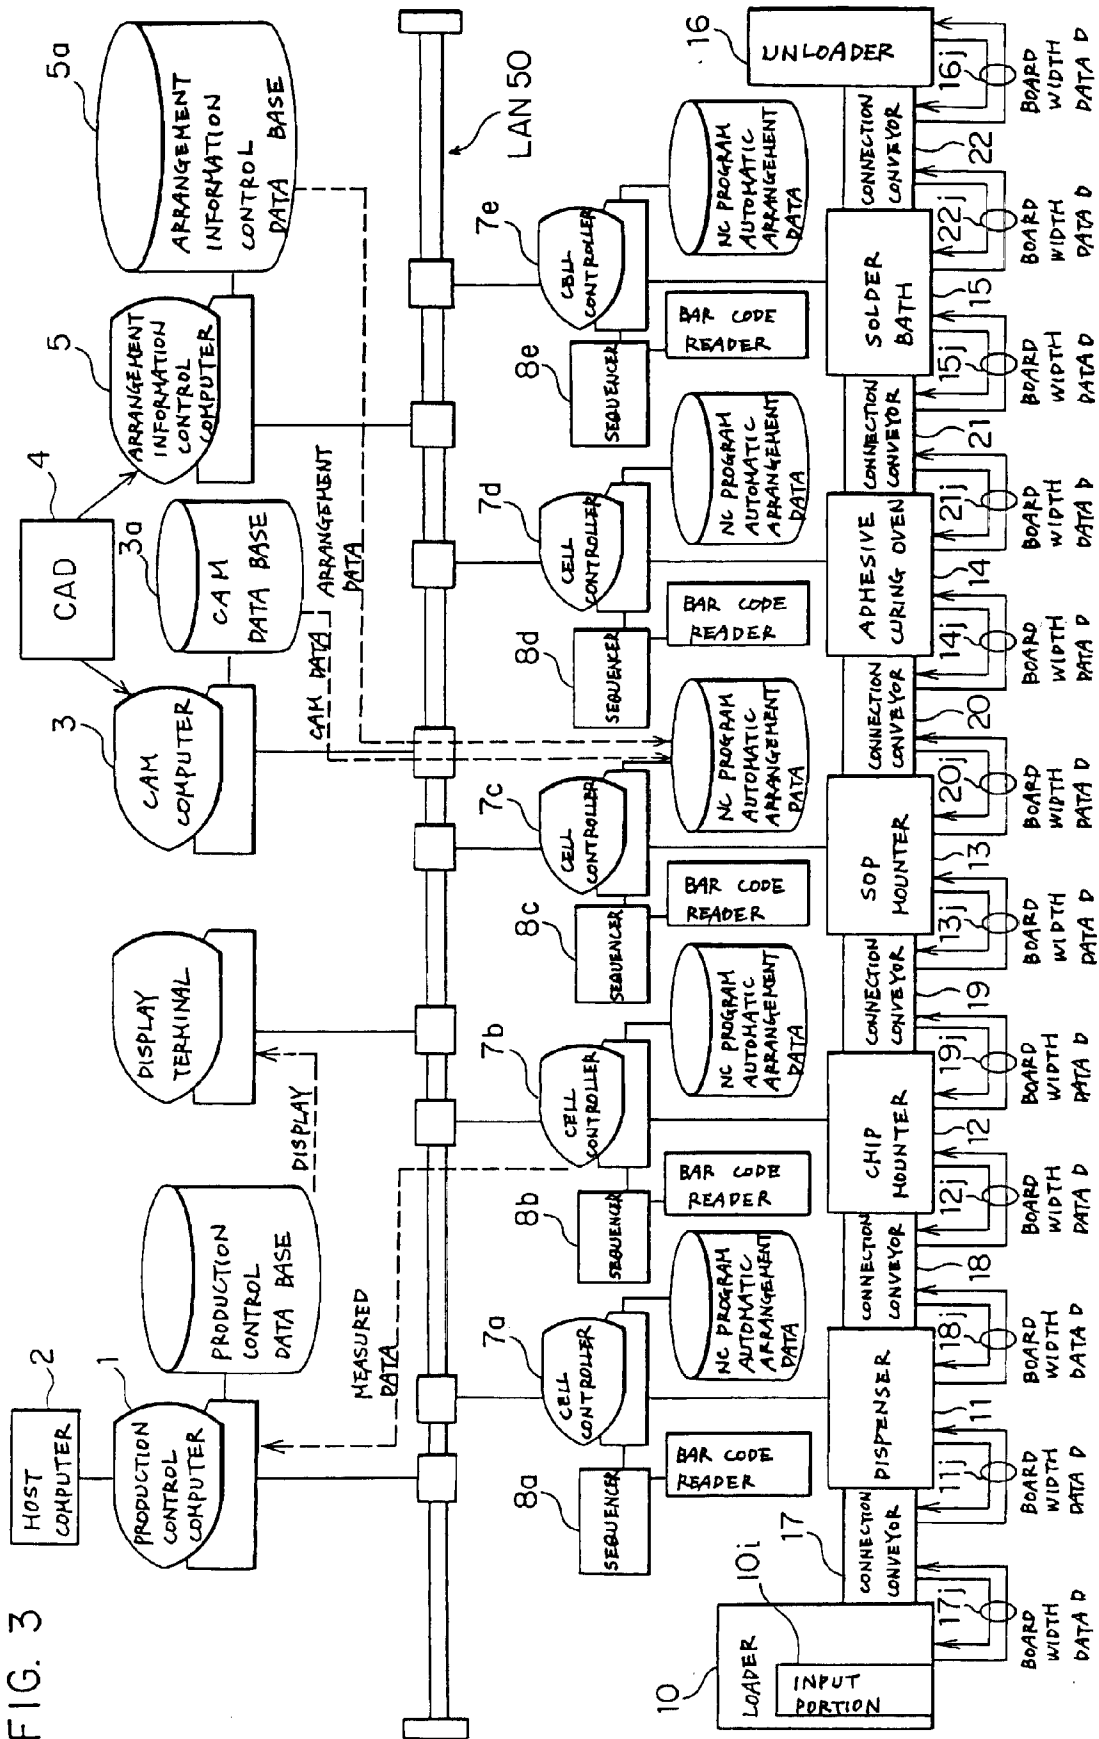 FIG. 3
HOST
COMPUTER
2
1
PRODUCTION
CONTROL
COMPUTER
PRODUCTION
CONTROL
DATA BASE
DISPLAY
DISPLAY
TERMINAL
MEASURED
DATA
3
CAM
COMPUTER
3a
CAM
DATA BASE
4
CAD
5
ARRANGEMENT
INFORMATION
CONTROL
COMPUTER
5a
ARRANGEMENT
INFORMATION
CONTROL
DATA BASE
CAM DATA
ARRANGEMENT
DATA
LAN 50
7a
CELL
CONTROLLER
8a
SEQUENCER
BAR CODE
READER
NC PROGRAM
AUTOMATIC
ARRANGEMENT
DATA
7b
CELL
CONTROLLER
8b
SEQUENCER
BAR CODE
READER
NC PROGRAM
AUTOMATIC
ARRANGEMENT
DATA
7c
CELL
CONTROLLER
8c
SEQUENCER
BAR CODE
READER
NC PROGRAM
AUTOMATIC
ARRANGEMENT
DATA
7d
CELL
CONTROLLER
8d
SEQUENCER
BAR CODE
READER
NC PROGRAM
AUTOMATIC
ARRANGEMENT
DATA
7e
CELL
CONTROLLER
8e
SEQUENCER
BAR CODE
READER
NC PROGRAM
AUTOMATIC
ARRANGEMENT
DATA
10
LOADER
10i
INPUT
PORTION
17
CONNECTION
CONVEYOR
17j
BOARD
WIDTH
DATA D
DISPENSER
11
11j
BOARD
WIDTH
DATA D
CONNECTION
CONVEYOR
18
18j
BOARD
WIDTH
DATA D
CHIP
MOUNTER
12
12j
BOARD
WIDTH
DATA D
CONNECTION
CONVEYOR
19
19j
BOARD
WIDTH
DATA D
SOP
MOUNTER
13
13j
BOARD
WIDTH
DATA D
CONNECTION
CONVEYOR
20
20j
BOARD
WIDTH
DATA D
APHESIVE
CURING OVEN
14
14j
BOARD
WIDTH
DATA D
CONNECTION
CONVEYOR
21
21j
BOARD
WIDTH
DATA D
SOLDER
BATH
15
15j
BOARD
WIDTH
DATA D
CONNECTION
CONVEYOR
22
22j
BOARD
WIDTH
DATA D
16
UNLOADER
16j
BOARD
WIDTH
DATA D